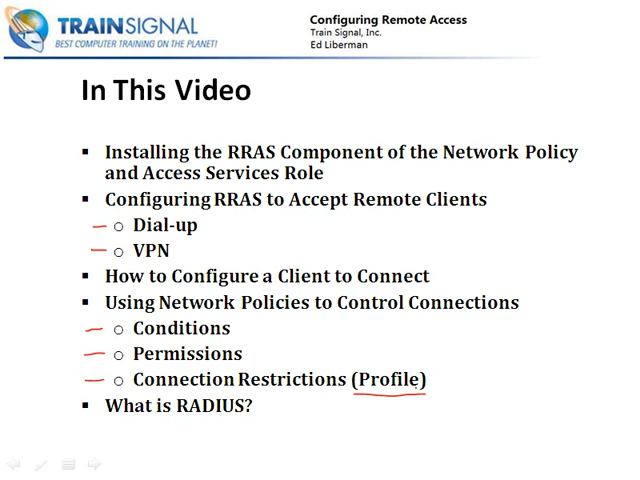 TRAINSIGNAL
BEST COMPUTER TRAINING ON THE PLANET!
Configuring Remote Access
Train Signal, Inc.
Ed Liberman
In This Video
Installing the RRAS Component of the Network Policy
and Access Services Role
Configuring RRAS to Accept Remote Clients
Dial-up
VPN
How to Configure a Client to Connect
Using Network Policies to Control Connections
Conditions
Permissions
Connection Restrictions (Profile)
What is RADIUS?